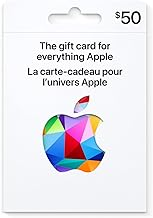 $50
The gift card for
everything Apple
La carte-cadeau pour
l'univers Apple